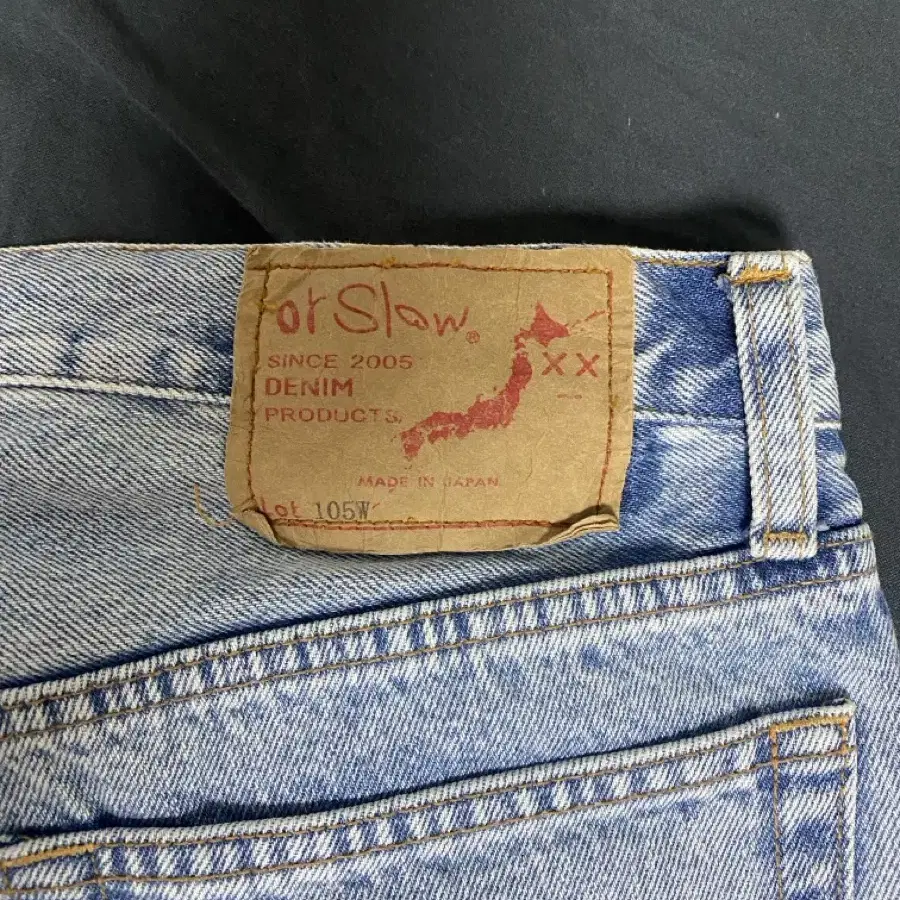 orSlow®
SINCE 2005
DENIM
PRODUCTS.
XX
MADE IN JAPAN
Lot 105W